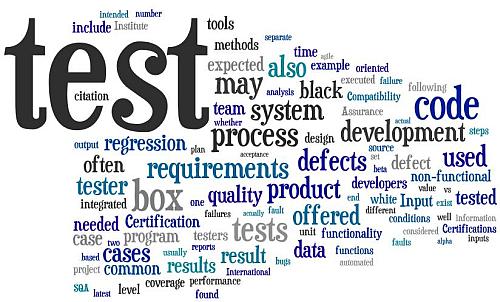 intended number
include Institute
tools
test
methods separate
time agile
expected also example oriented
citation
may analysis black executed failure
Compatibility following
team system Assurance code
whether
process design development steps
output regression plan
acceptance source
often requirements defects set defect used
beta
tester box quality product developers non-functional
integrated one value vs
end white Input exist tested
failures actually fault offered different
needed Certification conditions well information
case two program testers tests unit functionality considered Certifications
based cases usually reports result data functions faults alpha inputs
project common results bugs automated
International
SQA level coverage performance
latest found